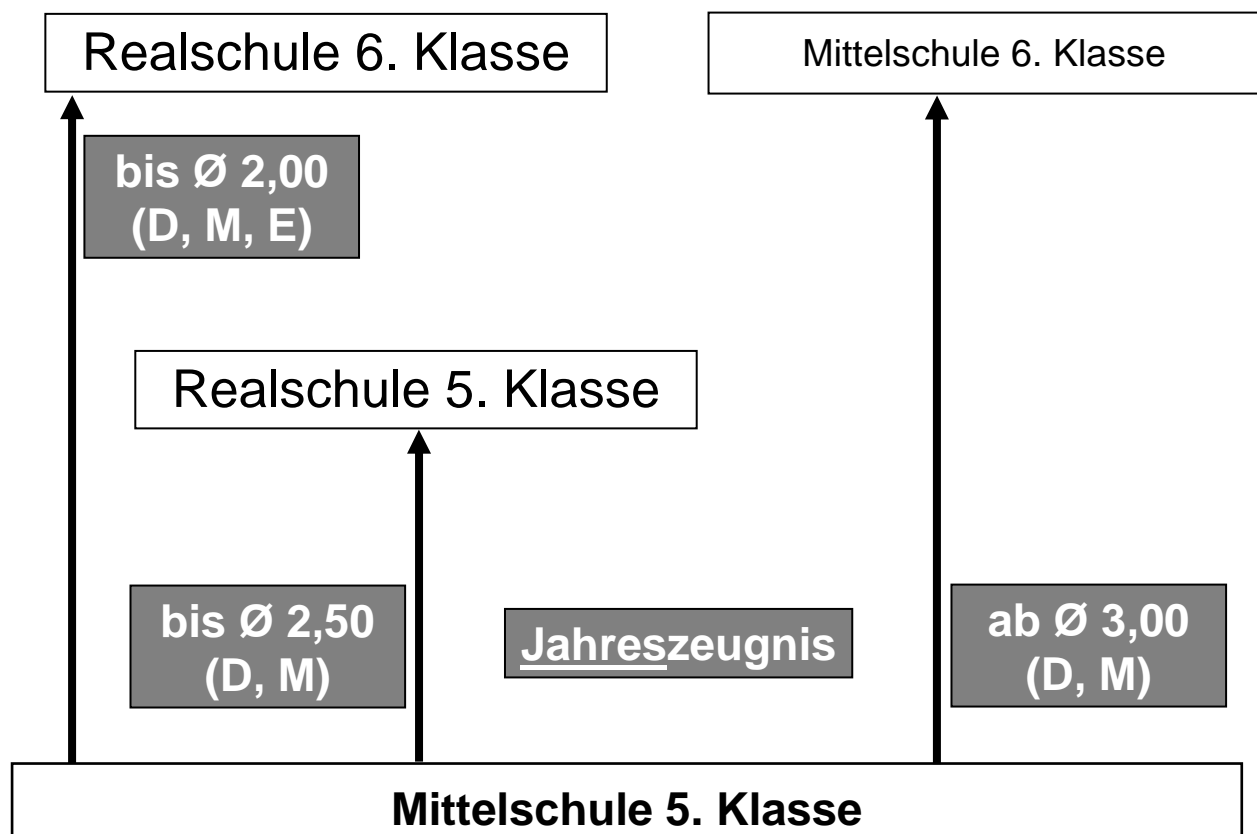 Realschule 6. Klasse
Mittelschule 6. Klasse
bis Ø 2,00
(D, M, E)
Realschule 5. Klasse
bis Ø 2,50
(D, M)
Jahreszeugnis
ab Ø 3,00
(D, M)
Mittelschule 5. Klasse